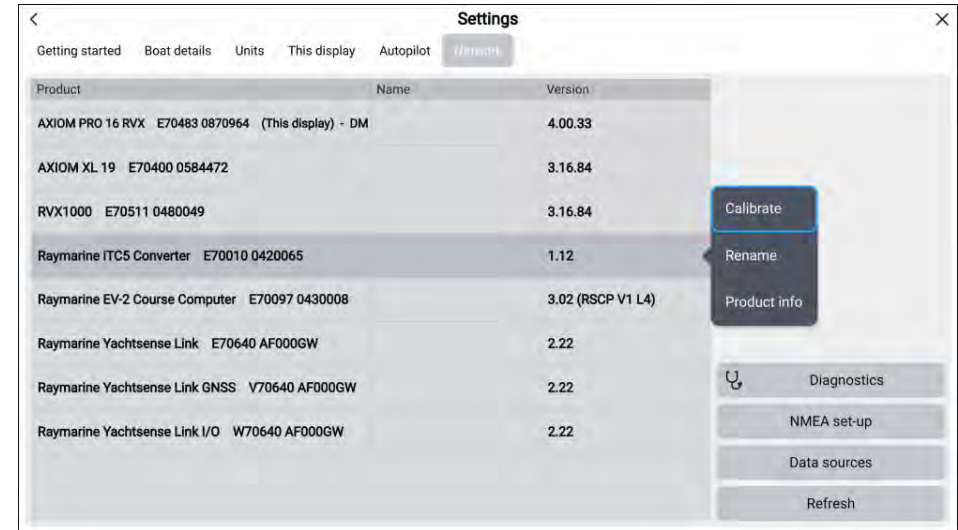 Settings
Getting started Boat details Units This display Autopilot Network
Product Name Version
AXIOM PRO 16 RVX E70483 0870964 (This display) - DM 4.00.33
AXIOM XL 19 E70400 0584472 3.16.84
RVX1000 E70511 0480049 3.16.84
Calibrate
Raymarine iTC5 Converter E70010 0420065 1.12
Rename
Raymarine EV-2 Course Computer E70097 0430008 3.02 (RSCP V1 L4)
Product info
Raymarine Yachtsense Link E70640 AF000GW 2.22
Raymarine Yachtsense Link GNSS V70640 AF000GW 2.22
Diagnostics
Raymarine Yachtsense Link I/O W70640 AF000GW 2.22
NMEA set-up
Data sources
Refresh